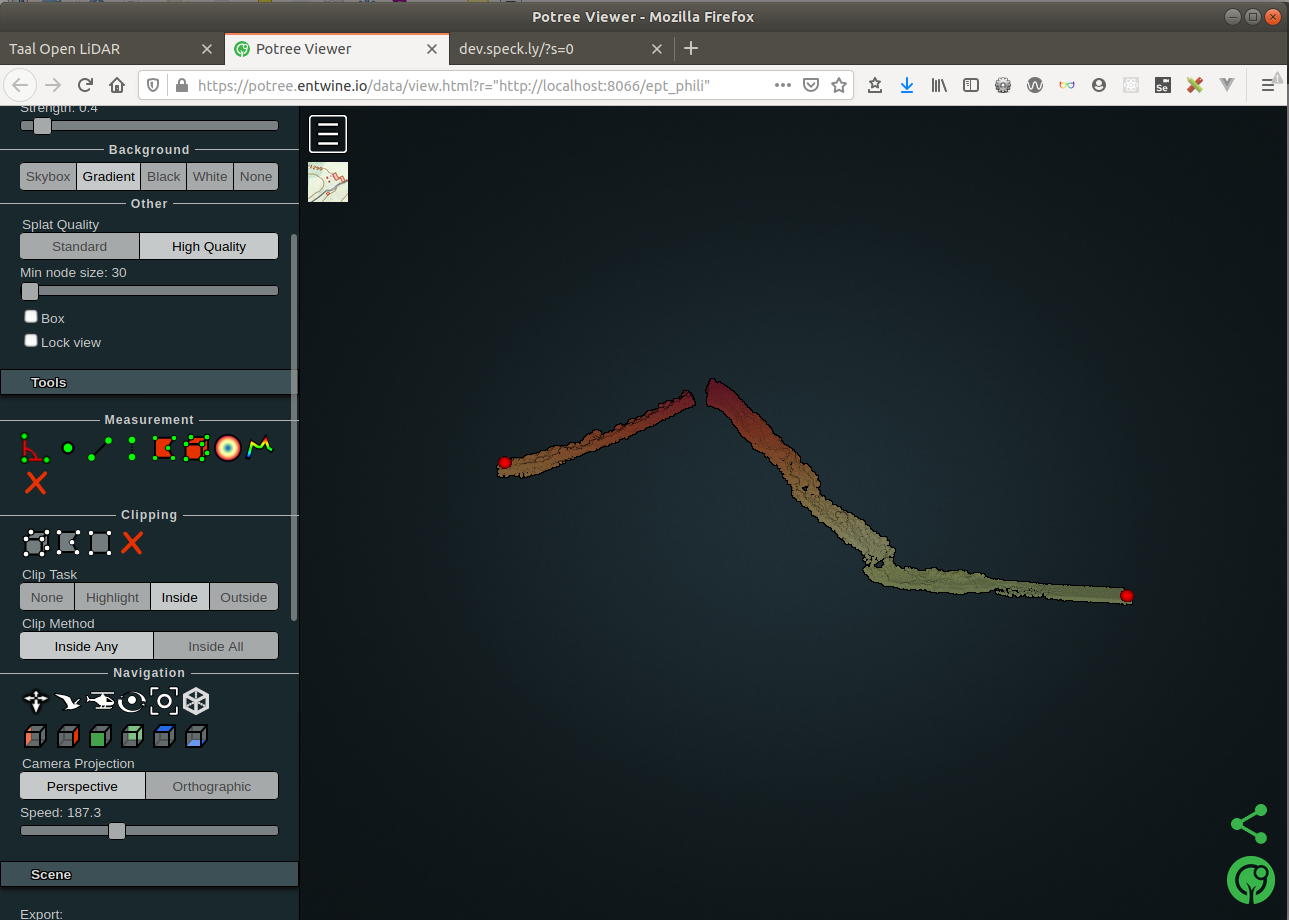 Potree Viewer - Mozilla Firefox
Taal Open LiDAR
Potree Viewer
dev.speck.ly/?s=0
https://potree.entwine.io/data/view.html?r="http://localhost:8066/ept_phili"
Se
Strength: 0.4
Background
Skybox Gradient Black White None
Other
Splat Quality
Standard High Quality
Min node size: 30
Box
Lock view
Tools
Measurement
Clipping
Clip Task
None Highlight Inside Outside
Clip Method
Inside Any Inside All
Navigation
Camera Projection
Perspective Orthographic
Speed: 187.3
Scene
Export: